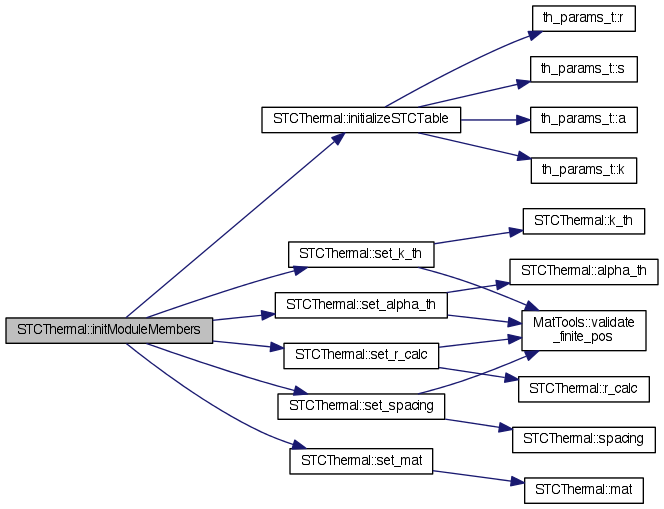 th_params_t::r
th_params_t::s
STCThermal::initializeSTCTable
th_params_t::a
th_params_t::k
STCThermal::k_th
STCThermal::set_k_th
STCThermal::alpha_th
STCThermal::set_alpha_th
STCThermal::initModuleMembers
MatTools::validate
_finite_pos
STCThermal::set_r_calc
STCThermal::r_calc
STCThermal::set_spacing
STCThermal::spacing
STCThermal::set_mat
STCThermal::mat